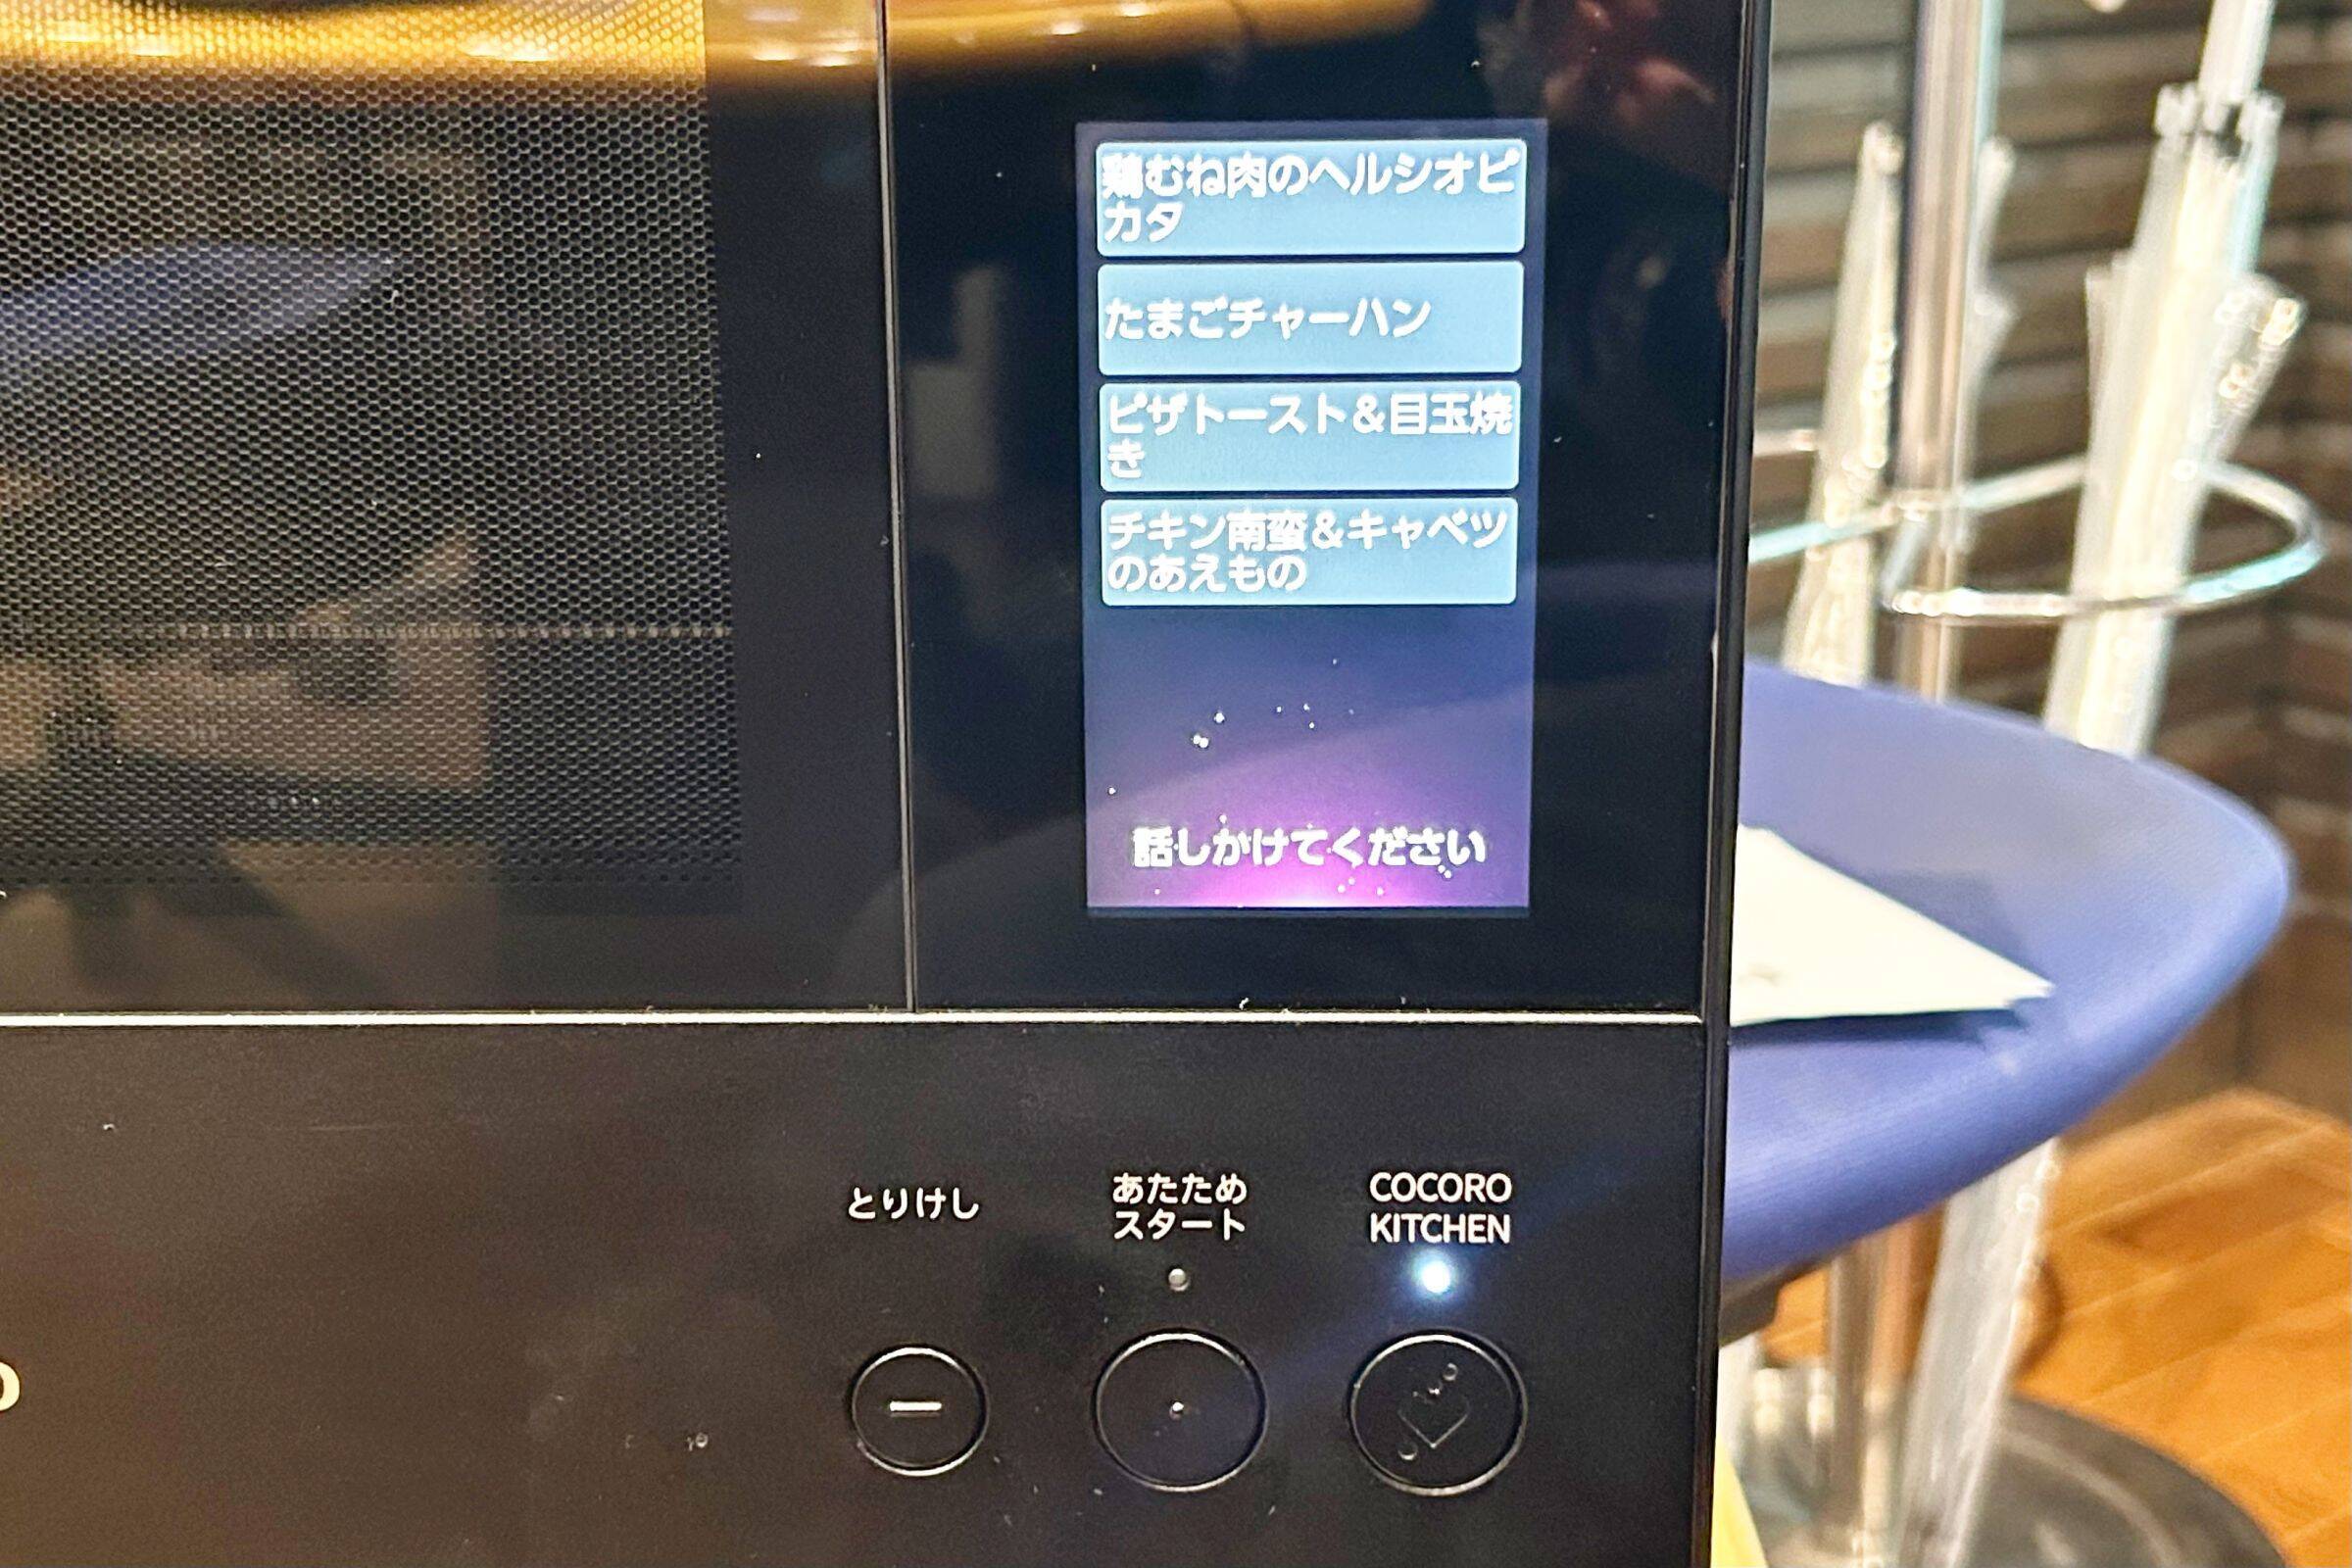 鶏むね肉のヘルシオピ
カタ
たまごチャーハン
ピザトースト&目玉焼
き
チキン南蛮&キャベツ
のあえもの
話しかけてください
とりけし
あたため
スタート
COCORO
KITCHEN